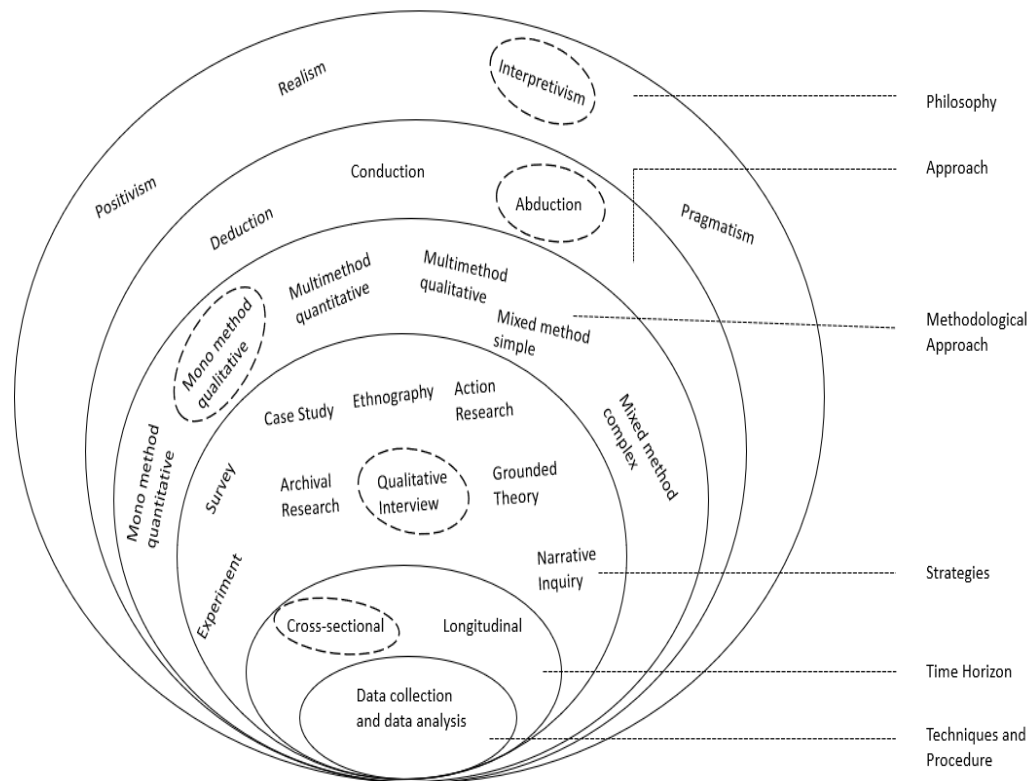 Realism
Interpretivism
Philosophy
Positivism
Pragmatism
Approach
Conduction
Abduction
Deduction
Multimethod
quantitative
Multimethod
qualitative
Mixed method
simple
Methodological
Approach
Mono method
qualitative
Mono method
quantitative
Mixed method
complex
Case Study
Ethnography
Action
Research
Survey
Archival
Research
Qualitative
Interview
Grounded
Theory
Experiment
Narrative
Inquiry
Strategies
Cross-sectional
Longitudinal
Time Horizon
Data collection
and data analysis
Techniques and
Procedure